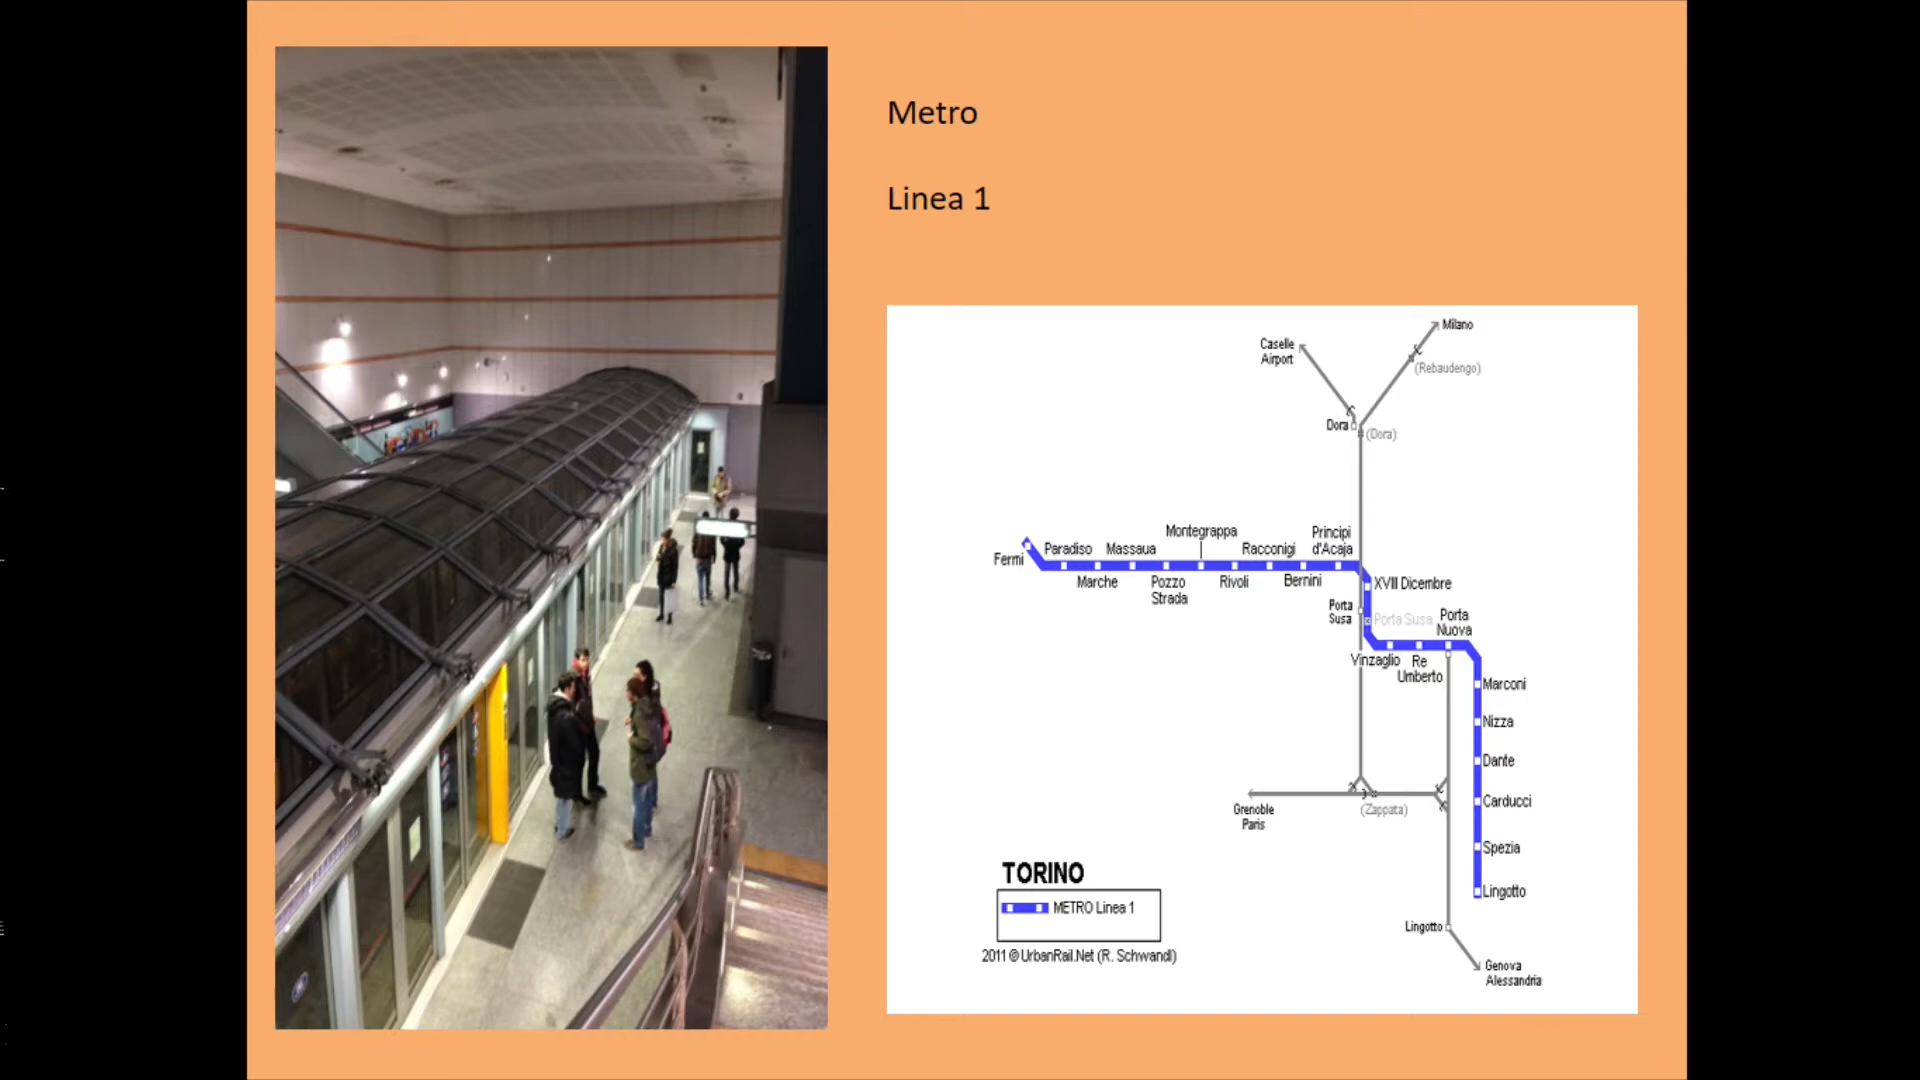 Metro
Linea 1
Milano
Caselle
Airport
(Rebaudengo)
Dora
(Dora)
Montegrappa
Principi
d'Acaja
Fermi
Paradiso
Massaua
Racconigi
Marche
Pozzo
Strada
Rivoli
Bernini
XVIII Dicembre
Porta
Susa
Porta Susa
Porta
Nuova
Vinzaglio
Re
Umberto
Marconi
Nizza
Dante
Carducci
Grenoble
Paris
(Zappata)
Spezia
Lingotto
TORINO
METRO Linea 1
Lingotto
2011 © UrbanRail.Net (R. Schwandl)
Genova
Alessandria